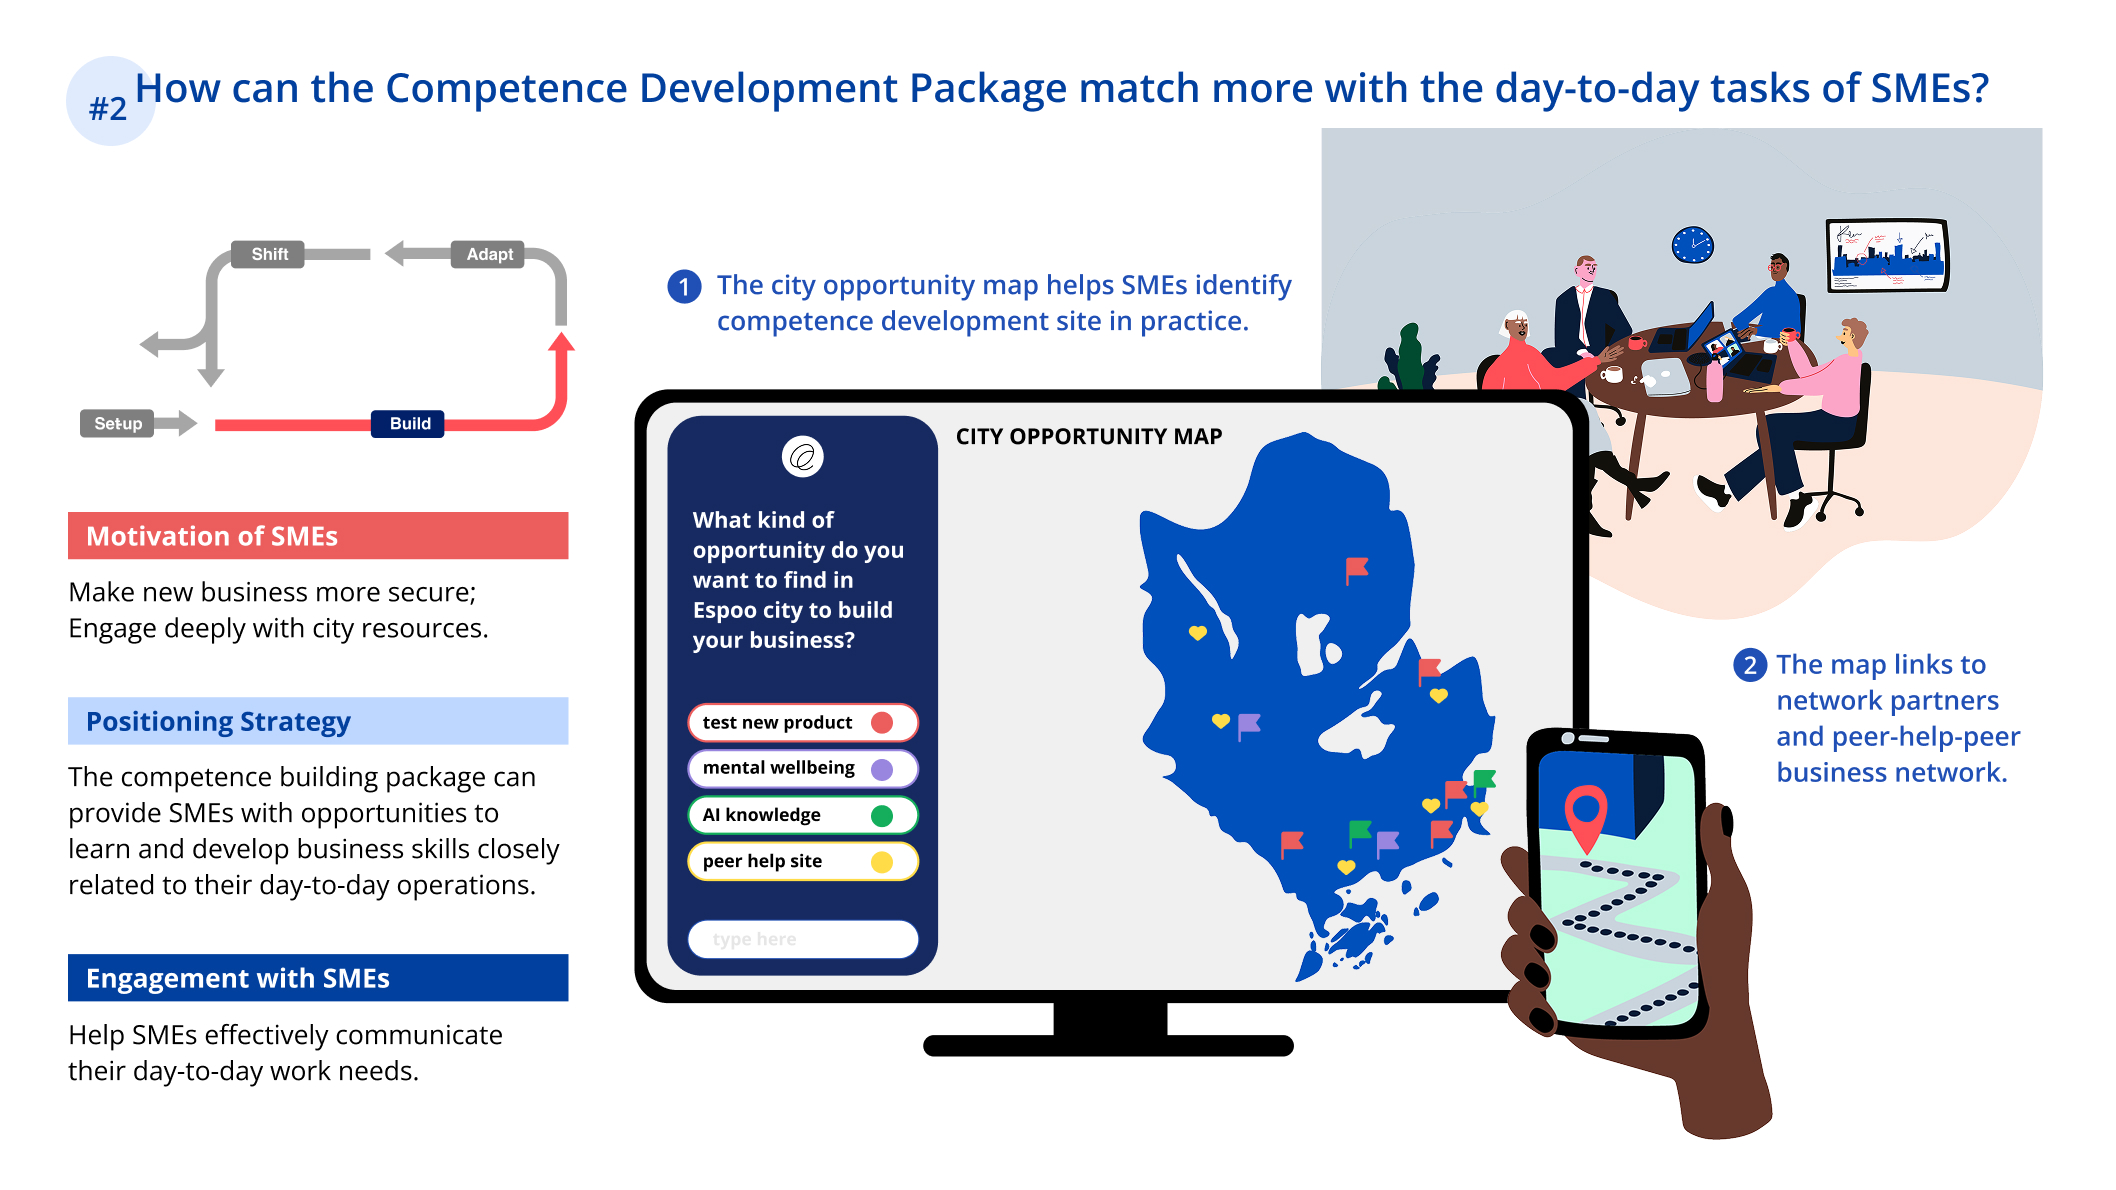 #2
How can the Competence Development Package match more with the day-to-day tasks of SMEs?
Shift
Adapt
Set-up
Build
Motivation of SMEs
Make new business more secure;
Engage deeply with city resources.
Positioning Strategy
The competence building package can
provide SMEs with opportunities to
learn and develop business skills closely
related to their day-to-day operations.
Engagement with SMEs
Help SMEs effectively communicate
their day-to-day work needs.
1
The city opportunity map helps SMEs identify
competence development site in practice.
CITY OPPORTUNITY MAP
What kind of
opportunity do you
want to find in
Espoo city to build
your business?
test new product
mental wellbeing
AI knowledge
peer help site
type here
2
The map links to
network partners
and peer-help-peer
business network.